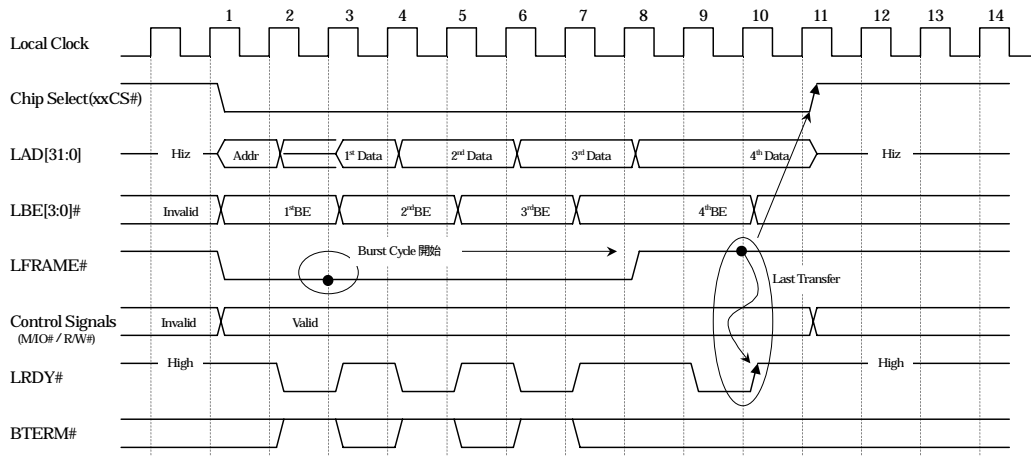 1 2 3 4 5 6 7 8 9 10 11 12 13 14
Local Clock
Chip Select(xxCS#)
LAD[31:0] Hiz Addr 1st Data 2nd Data 3rd Data 4th Data Hiz
LBE[3:0]# Invalid 1stBE 2ndBE 3rdBE 4thBE
Burst Cycle 開始
LFRAME#
Last Transfer
Control Signals Invalid Valid
(M/IO# / R/W#)
High High
LRDY#
BTERM#